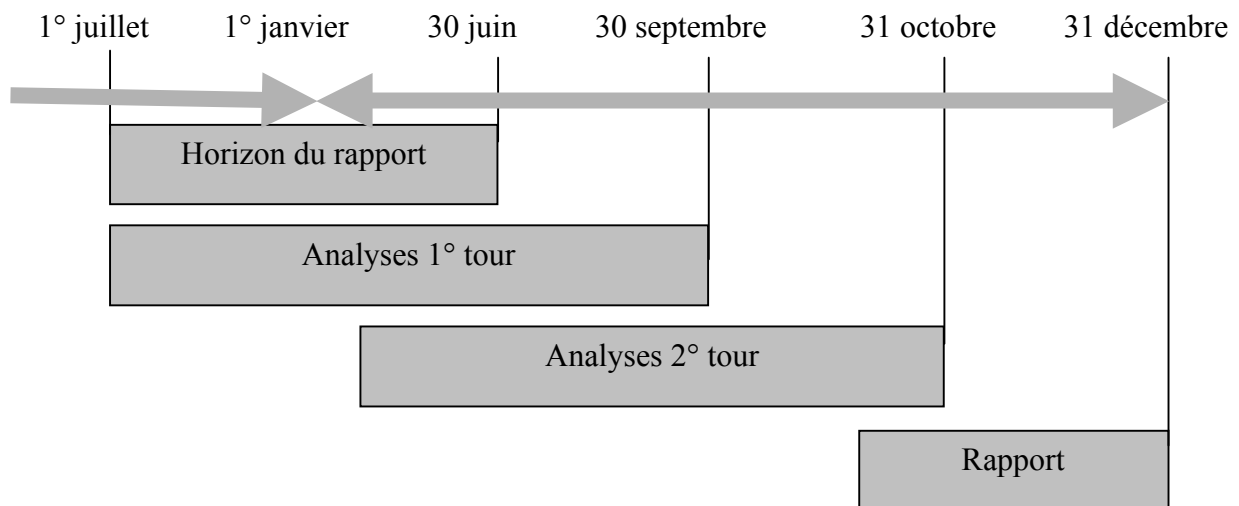 1° juillet 1° janvier 30 juin 30 septembre 31 octobre 31 décembre
Horizon du rapport
Analyses 1° tour
Analyses 2° tour
Rapport